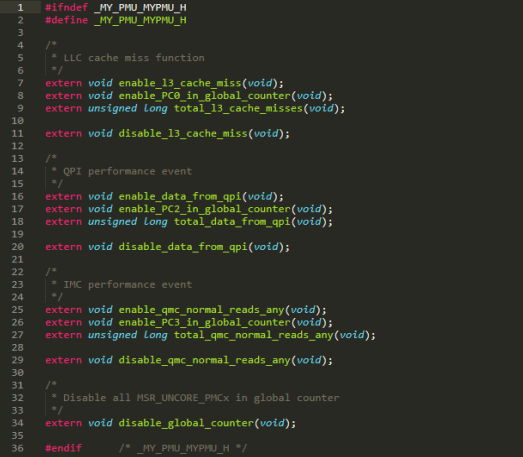 1 #ifndef _MY_PMU_MYPMU_H
2 #define _MY_PMU_MYPMU_H
3
4 /*
5  * LLC cache miss function
6  */
7 extern void enable_l3_cache_miss(void);
8 extern void enable_PC0_in_global_counter(void);
9 extern unsigned long total_l3_cache_misses(void);
10
11 extern void disable_l3_cache_miss(void);
12
13 /*
14  * QPI performance event
15  */
16 extern void enable_data_from_qpi(void);
17 extern void enable_PC2_in_global_counter(void);
18 extern unsigned long total_data_from_qpi(void);
19
20 extern void disable_data_from_qpi(void);
21
22 /*
23  * IMC performance event
24  */
25 extern void enable_qmc_normal_reads_any(void);
26 extern void enable_PC3_in_global_counter(void);
27 extern unsigned long total_qmc_normal_reads_any(void);
28
29 extern void disable_qmc_normal_reads_any(void);
30
31 /*
32  * Disable all MSR_UNCORE_PMCx in global counter
33  */
34 extern void disable_global_counter(void);
35
36 #endif /* _MY_PMU_MYPMU_H */